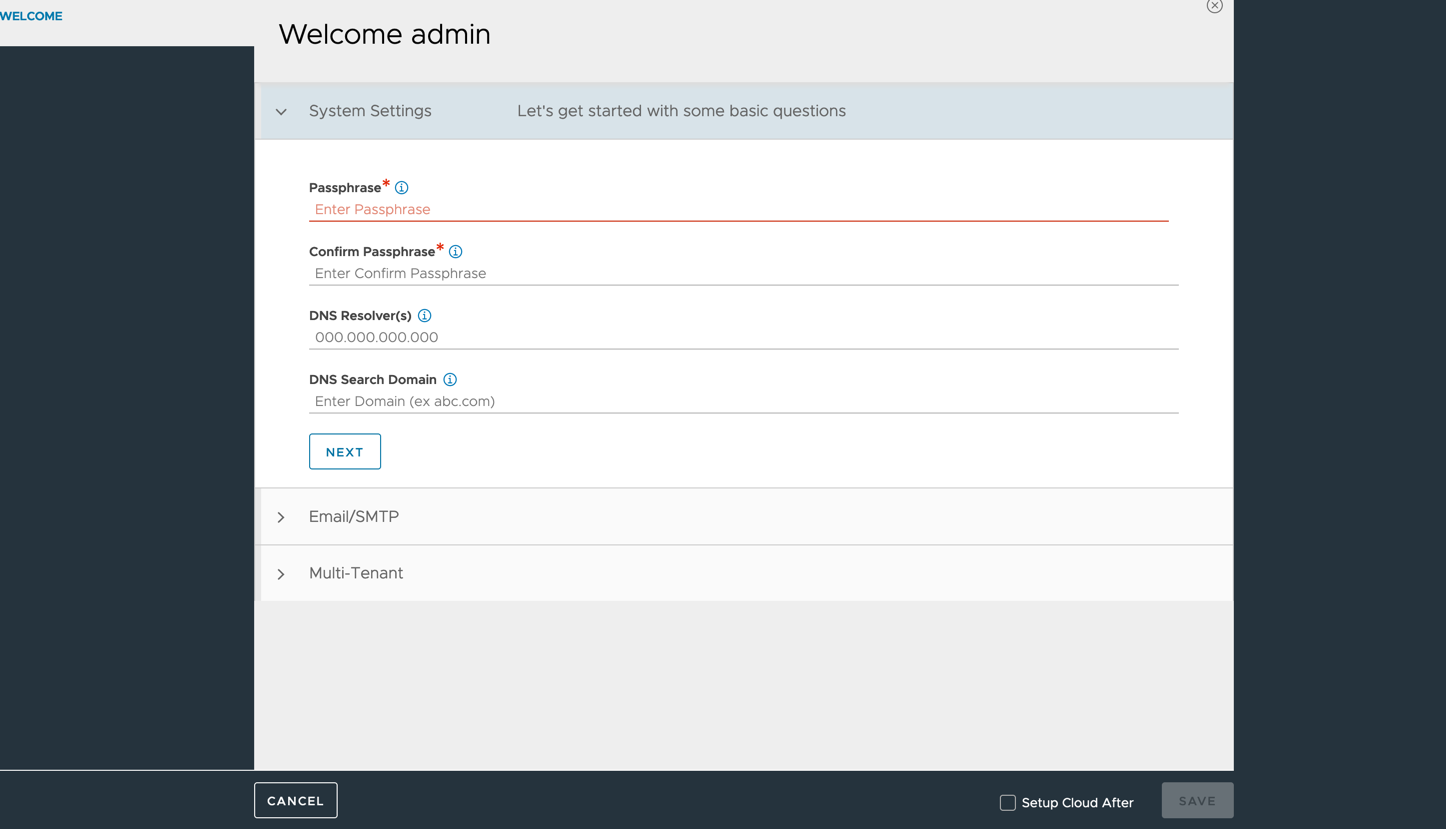 WELCOME
Welcome admin
System Settings Let's get started with some basic questions
Passphrase*
Enter Passphrase
Confirm Passphrase*
Enter Confirm Passphrase
DNS Resolver(s)
000.000.000.000
DNS Search Domain
Enter Domain (ex abc.com)
NEXT
Email/SMTP
Multi-Tenant
CANCEL Setup Cloud After SAVE